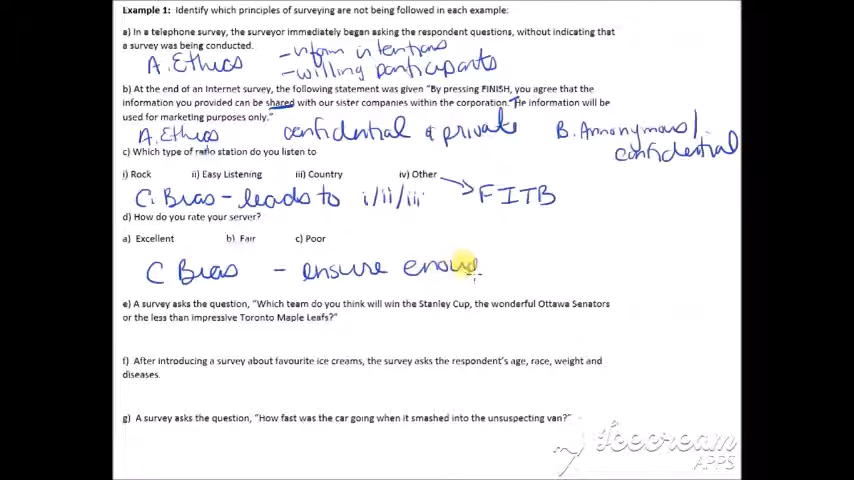 Example 1: Identify which principles of surveying are not being followed in each example:
a) In a telephone survey, the surveyor immediately began asking the respondent questions, without indicating that
a survey was being conducted.
A. Ethics
- inform intentions
- willing participants
b) At the end of an Internet survey, the following statement was given "By pressing FINISH, you agree that the
information you provided can be shared with our sister companies within the corporation. The information will be
used for marketing purposes only."
A. Ethics confidential & private B. Annonymous/
confidential
c) Which type of radio station do you listen to
i) Rock ii) Easy Listening iii) Country iv) Other
C. Bias - leads to i/ii/iii FITB
d) How do you rate your server?
a) Excellent b) Fair c) Poor
C Bias - ensure enoug
e) A survey asks the question, "Which team do you think will win the Stanley Cup, the wonderful Ottawa Senators
or the less than impressive Toronto Maple Leafs?"
f) After introducing a survey about favourite ice creams, the survey asks the respondent's age, race, weight and
diseases.
g) A survey asks the question, "How fast was the car going when it smashed into the unsuspecting van?"
Icecream
APPS